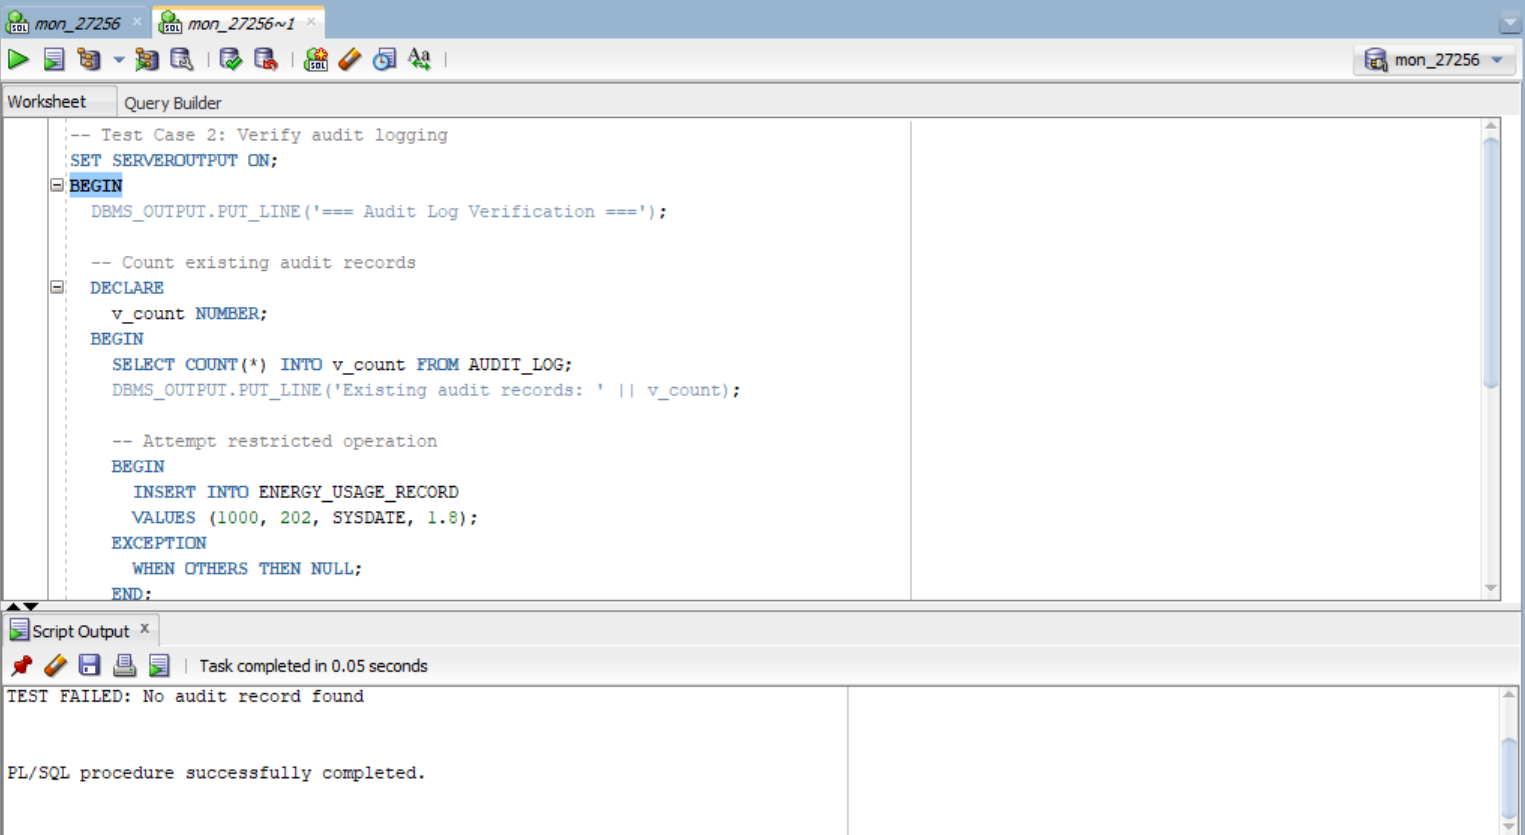 mon_27256
mon_27256~1
mon_27256
Worksheet
Query Builder
-- Test Case 2: Verify audit logging
SET SERVEROUTPUT ON;
BEGIN
DBMS_OUTPUT.PUT_LINE('=== Audit Log Verification ===');
-- Count existing audit records
DECLARE
v_count NUMBER;
BEGIN
SELECT COUNT(*) INTO v_count FROM AUDIT_LOG;
DBMS_OUTPUT.PUT_LINE('Existing audit records: ' || v_count);
-- Attempt restricted operation
BEGIN
INSERT INTO ENERGY_USAGE_RECORD
VALUES (1000, 202, SYSDATE, 1.8);
EXCEPTION
WHEN OTHERS THEN NULL;
END;
Script Output
Task completed in 0.05 seconds
TEST FAILED: No audit record found
PL/SQL procedure successfully completed.